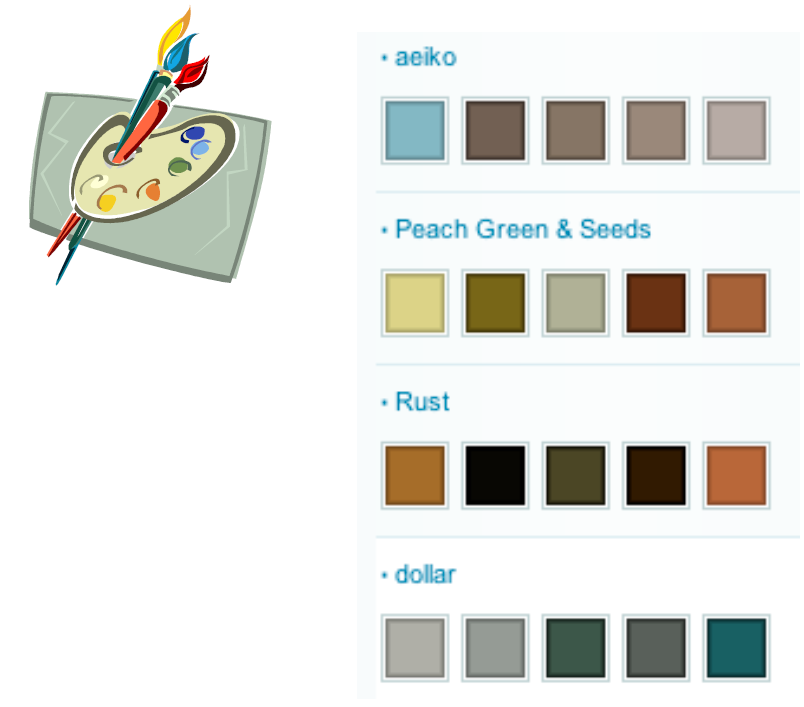 • aeiko
• Peach Green & Seeds
• Rust
• dollar